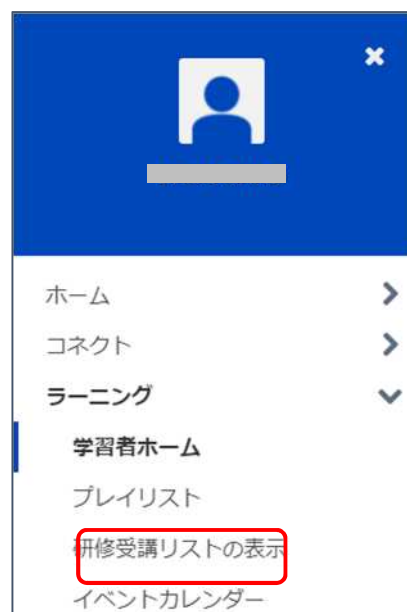 ホーム
コネクト
ラーニング
学習者ホーム
プレイリスト
研修受講リストの表示
イベントカレンダー